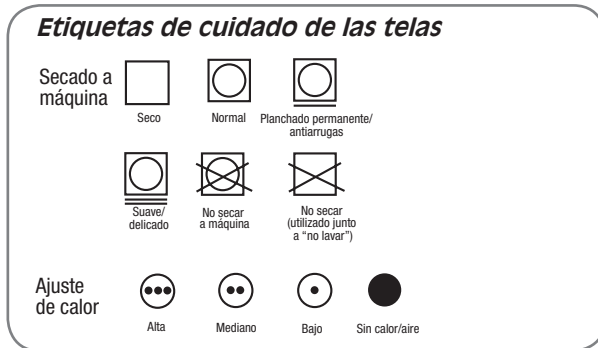 Etiquetas de cuidado de las telas
Secado a
máquina
Seco
Normal
Planchado permanente/
antiarrugas
Suave/
delicado
No secar
a máquina
No secar
(utilizado junto
a “no lavar”)
Ajuste
de calor
Alta
Mediano
Bajo
Sin calor/aire